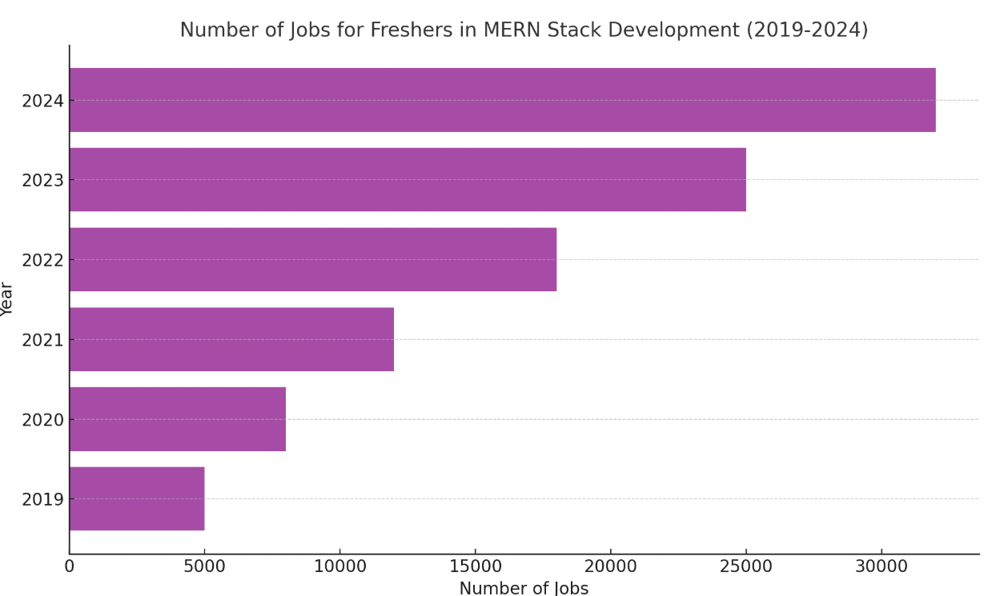 Number of Jobs for Freshers in MERN Stack Development (2019-2024)
2024
2023
2022
Year
2021
2020
2019
0 5000 10000 15000 20000 25000 30000
Number of Jobs